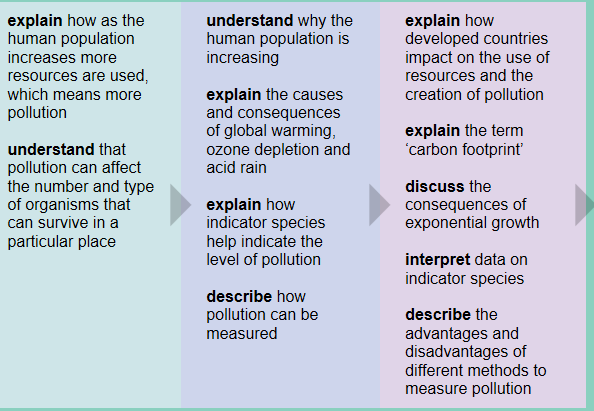 explain how as the
human population
increases more
resources are used,
which means more
pollution
understand that
pollution can affect
the number and type
of organisms that
can survive in a
particular place
understand why the
human population is
increasing
explain the causes
and consequences
of global warming,
ozone depletion and
acid rain
explain how
indicator species
help indicate the
level of pollution
describe how
pollution can be
measured
explain how
developed countries
impact on the use of
resources and the
creation of pollution
explain the term
‘carbon footprint’
discuss the
consequences of
exponential growth
interpret data on
indicator species
describe the
advantages and
disadvantages of
different methods to
measure pollution